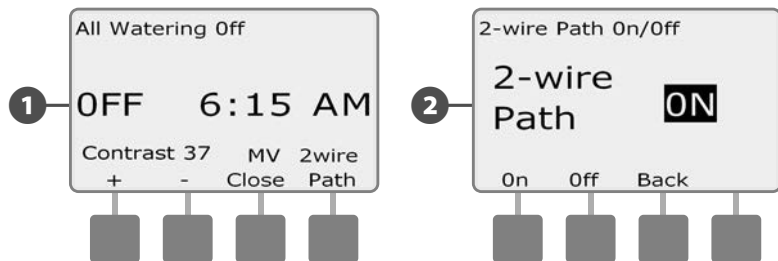 All Watering Off
1
OFF 6:15 AM
Contrast 37 MV 2wire
+ - Close Path
2-wire Path On/Off
2
2-wire
Path ON
On Off Back